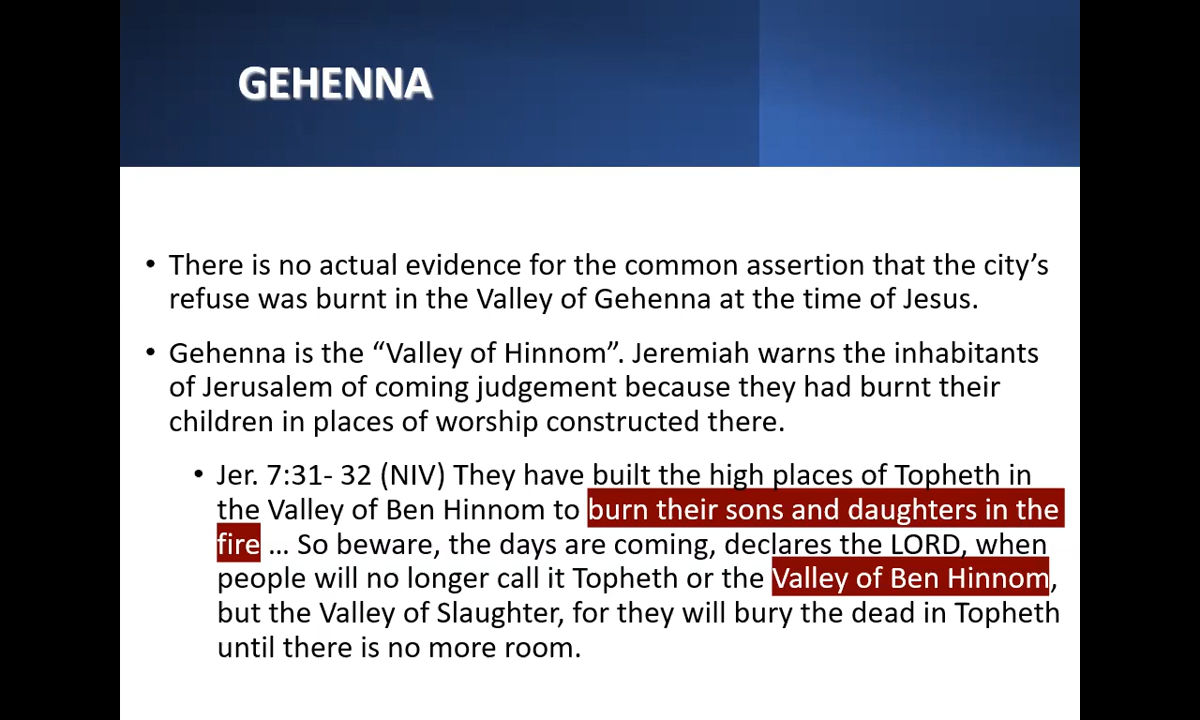 GEHENNA
• There is no actual evidence for the common assertion that the city’s
refuse was burnt in the Valley of Gehenna at the time of Jesus.
• Gehenna is the “Valley of Hinnom”. Jeremiah warns the inhabitants
of Jerusalem of coming judgement because they had burnt their
children in places of worship constructed there.
• Jer. 7:31- 32 (NIV) They have built the high places of Topheth in
the Valley of Ben Hinnom to burn their sons and daughters in the
fire … So beware, the days are coming, declares the LORD, when
people will no longer call it Topheth or the Valley of Ben Hinnom,
but the Valley of Slaughter, for they will bury the dead in Topheth
until there is no more room.